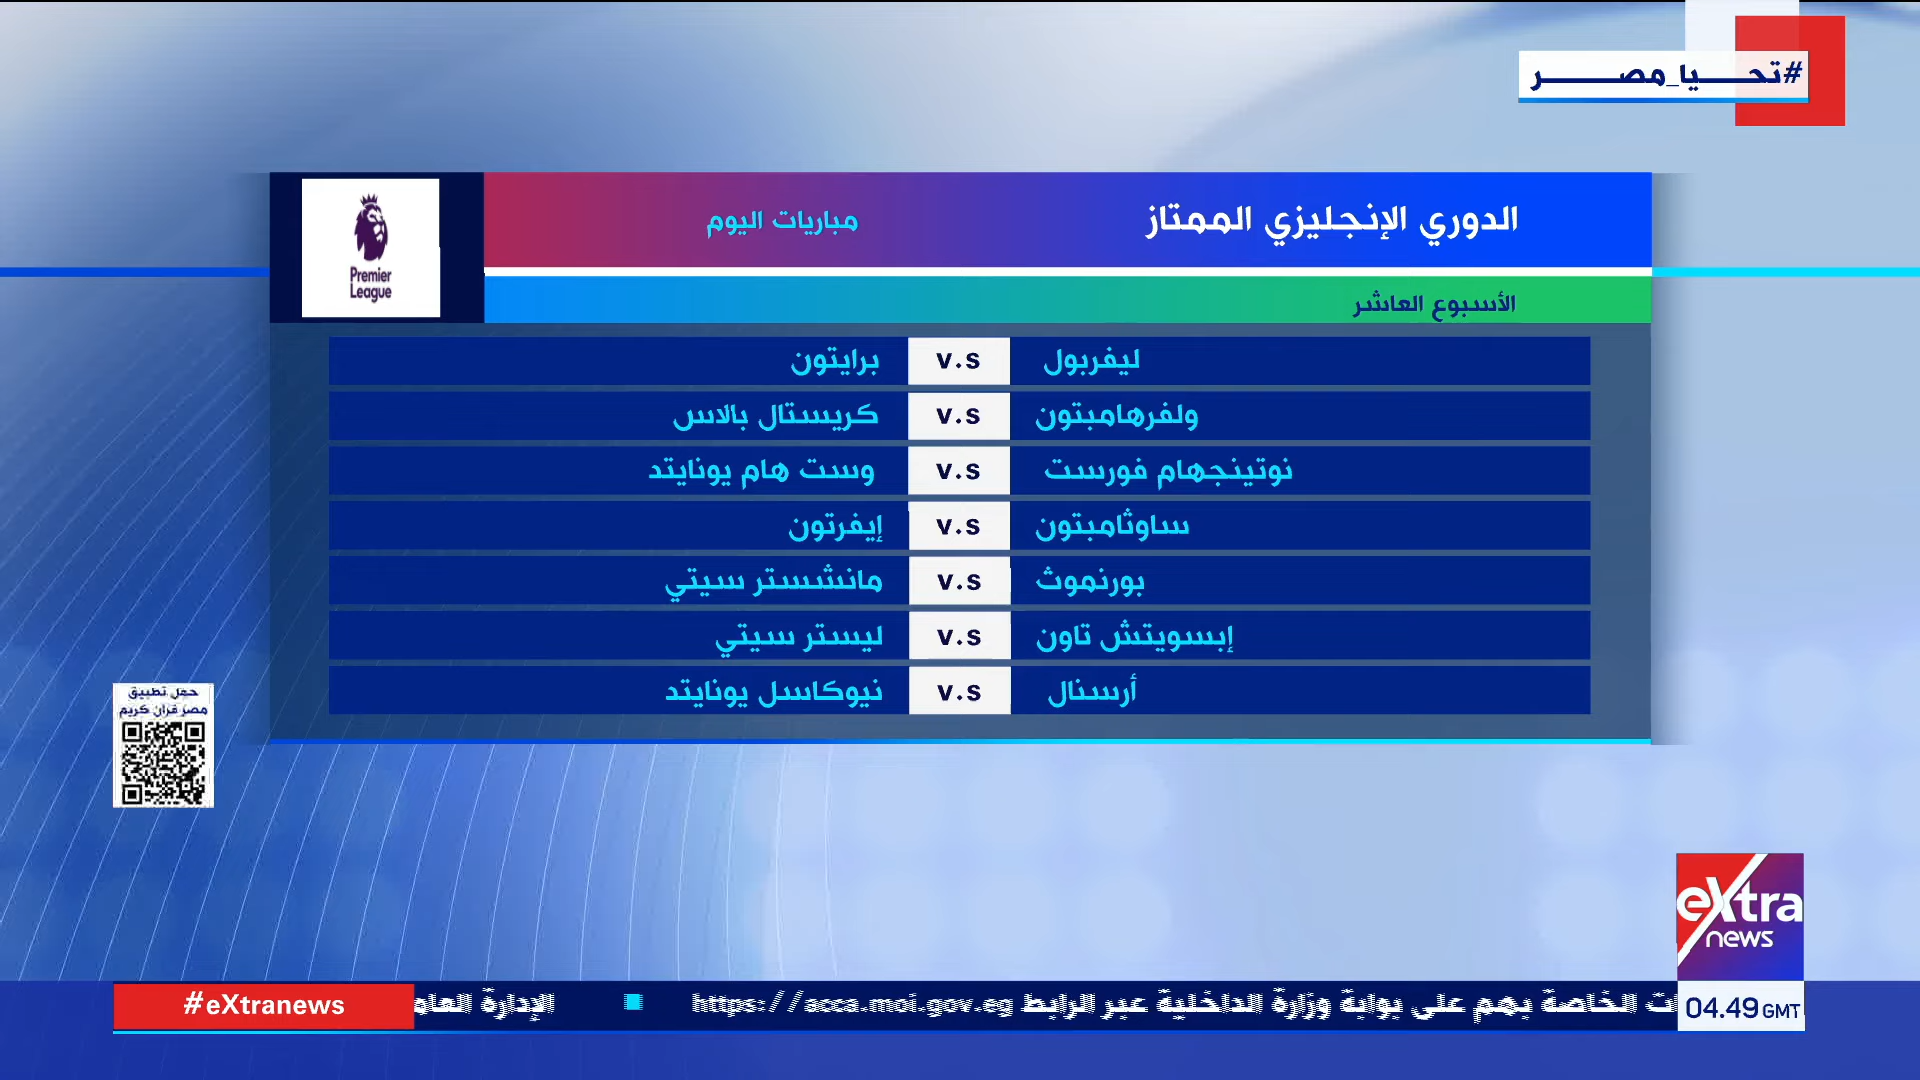 #تحـــيا_مصـــــــر
الدوري الإنجليزي الممتاز
مباريات اليوم
Premier
League
الأسبوع العاشر
ليفربول v.s برايتون
ولفرهامبتون v.s كريستال بالاس
نوتينجهام فورست v.s وست هام يونايتد
ساوثامبتون v.s إيفرتون
بورنموث v.s مانشستر سيتي
إبسويتش تاون v.s ليستر سيتي
أرسنال v.s نيوكاسل يونايتد
حمل تطبيق
مصر قرآن كريم
eXtra
news
ات الخاصة بهم على بوابة وزارة الداخلية عبر الرابط https://acca.moi.gov.eg ■ الإدارة العام
#eXtranews
04.49 GMT